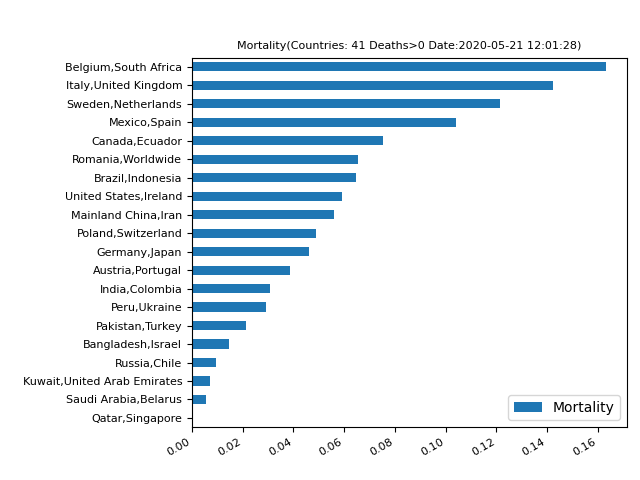 Mortality(Countries: 41 Deaths>0 Date:2020-05-21 12:01:28)
Belgium,South Africa
Italy,United Kingdom
Sweden,Netherlands
Mexico,Spain
Canada,Ecuador
Romania,Worldwide
Brazil,Indonesia
United States,Ireland
Mainland China,Iran
Poland,Switzerland
Germany,Japan
Austria,Portugal
India,Colombia
Peru,Ukraine
Pakistan,Turkey
Bangladesh,Israel
Russia,Chile
Kuwait,United Arab Emirates
Saudi Arabia,Belarus
Qatar,Singapore
Mortality
0.00 0.02 0.04 0.06 0.08 0.10 0.12 0.14 0.16